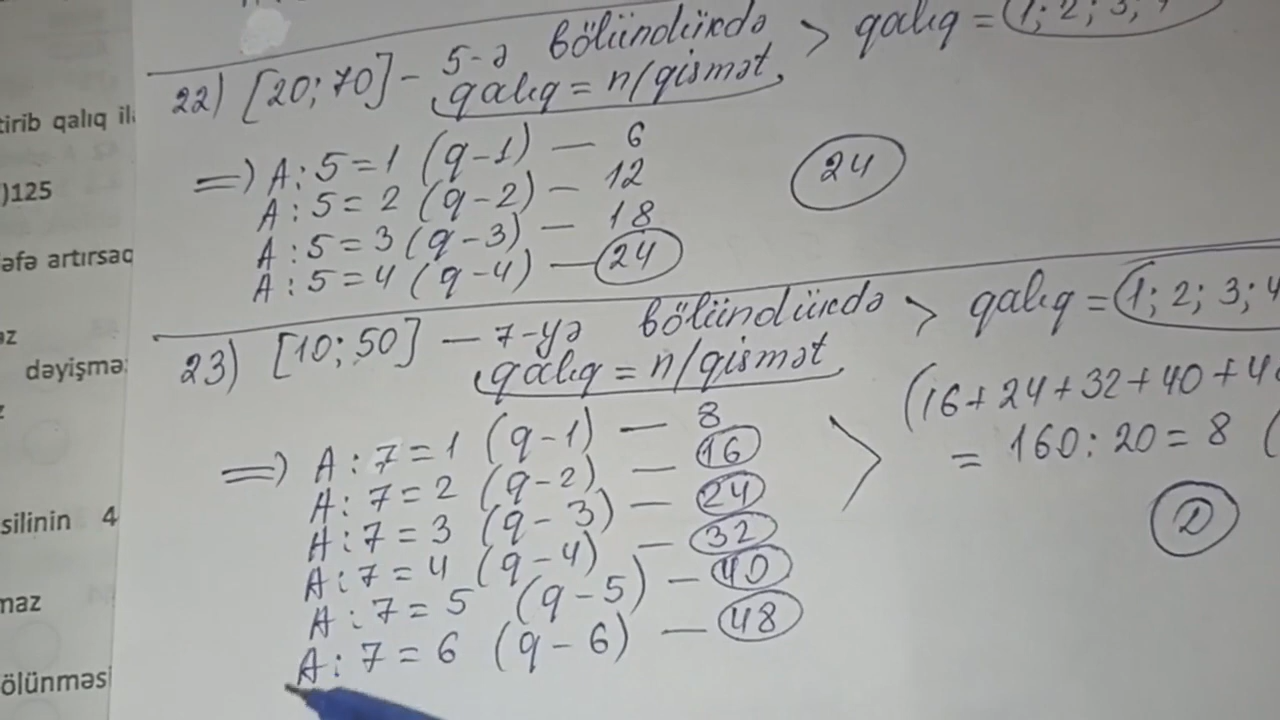 tirib qalıq il
)125
əfə artırsaq
əz
dəyişmə
silinin 4
maz
ölünməs
22) [20; 70] – 5-ə bölündükdə > qalıq = (1; 2; 3; 4
qalıq = n/qismət
=> A : 5 = 1 (q – 1) — 6
A : 5 = 2 (q – 2) — 12
A : 5 = 3 (q – 3) — 18
A : 5 = 4 (q – 4) — 24
24
23) [10; 50] — 7-yə bölündükdə > qalıq = (1; 2; 3; 4
qalıq = n/qismət
=> A : 7 = 1 (q – 1) — 8
A : 7 = 2 (q – 2) — 16
A : 7 = 3 (q – 3) — 24
A : 7 = 4 (q – 4) — 32
A : 7 = 5 (q – 5) — 40
A : 7 = 6 (q – 6) — 48
(16 + 24 + 32 + 40 + 4
= 160 : 20 = 8 (
D